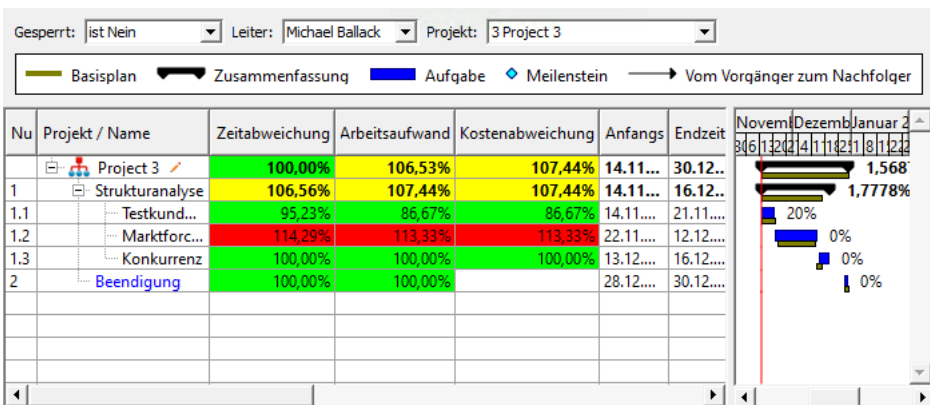 Gesperrt: ist Nein Leiter: Michael Ballack Projekt: 3 Project 3
Basisplan Zusammenfassung Aufgabe Meilenstein Vom Vorgänger zum Nachfolger
Nu Projekt / Name Zeitabweichung Arbeitsaufwand Kostenabweichung Anfangs Endzeit Novem Dezemb Januar 2
Project 3 100,00% 106,53% 107,44% 14.11... 30.12.. 1,568
1 Strukturanalyse 106,56% 107,44% 107,44% 14.11... 16.12... 1,7778%
1.1 Testkund... 95,23% 86,67% 86,67% 14.11.... 21.11.... 20%
1.2 Marktforc... 114,29% 113,33% 113,33% 22.11.... 12.12.... 0%
1.3 Konkurrenz 100,00% 100,00% 100,00% 13.12.... 16.12.... 0%
2 Beendigung 100,00% 100,00% 28.12.... 30.12.... 0%